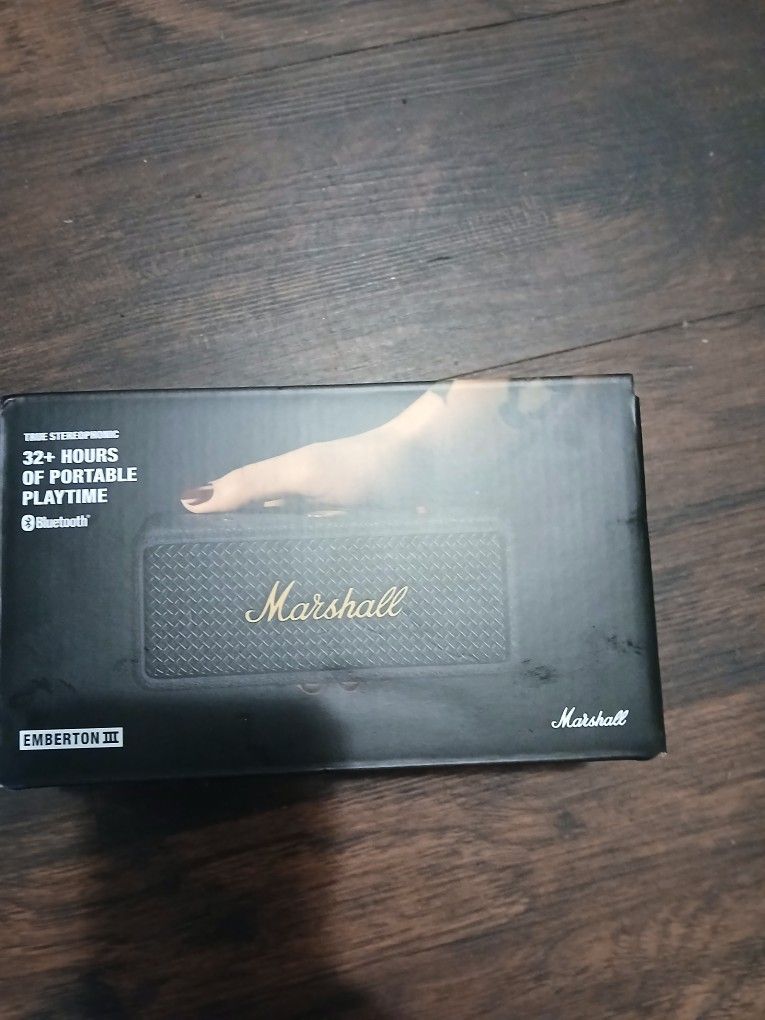 TRUE STEREOPHONIC
32+ HOURS
OF PORTABLE
PLAYTIME
Bluetooth®
Marshall
EMBERTON III
Marshall